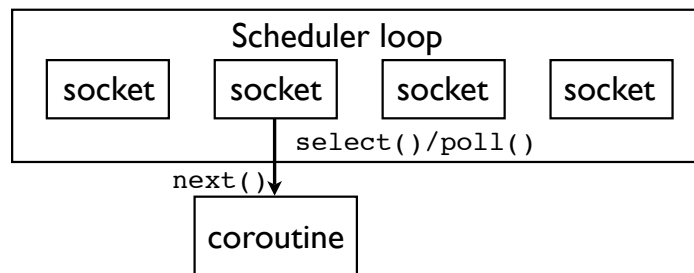 Scheduler loop
socket socket socket socket
select()/poll()
next()
coroutine